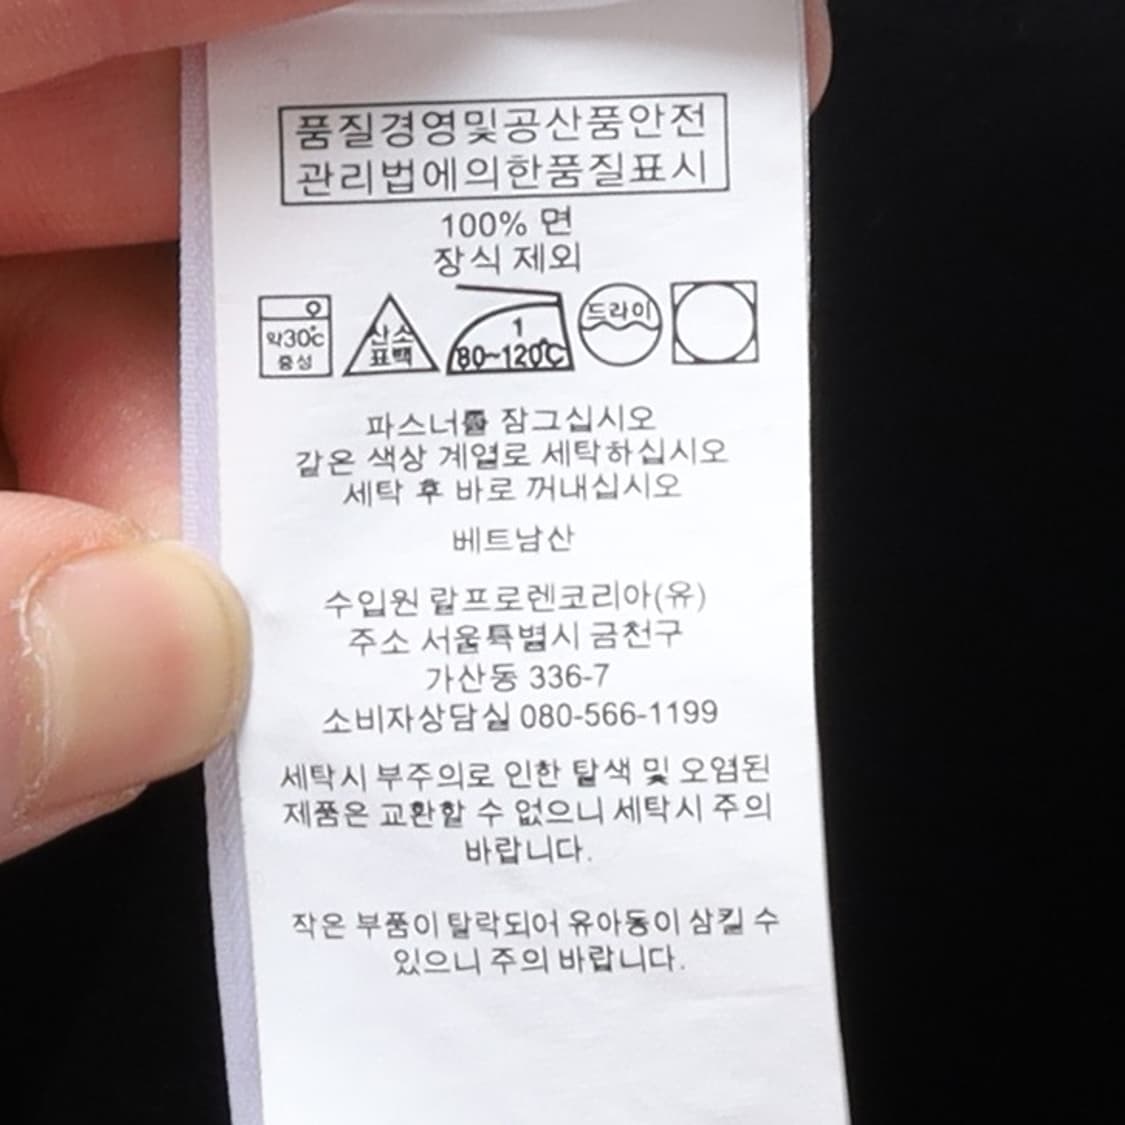 품질경영및공산품안전
관리법에의한품질표시
100% 면
장식 제외
약30℃
중성
산소
표백
1
80~120℃
드라이
파스너를 잠그십시오
같은 색상 계열로 세탁하십시오
세탁 후 바로 꺼내십시오
베트남산
수입원 랄프로렌코리아(유)
주소 서울특별시 금천구
가산동 336-7
소비자상담실 080-566-1199
세탁시 부주의로 인한 탈색 및 오염된
제품은 교환할 수 없으니 세탁시 주의
바랍니다.
작은 부품이 탈락되어 유아동이 삼킬 수
있으니 주의 바랍니다.